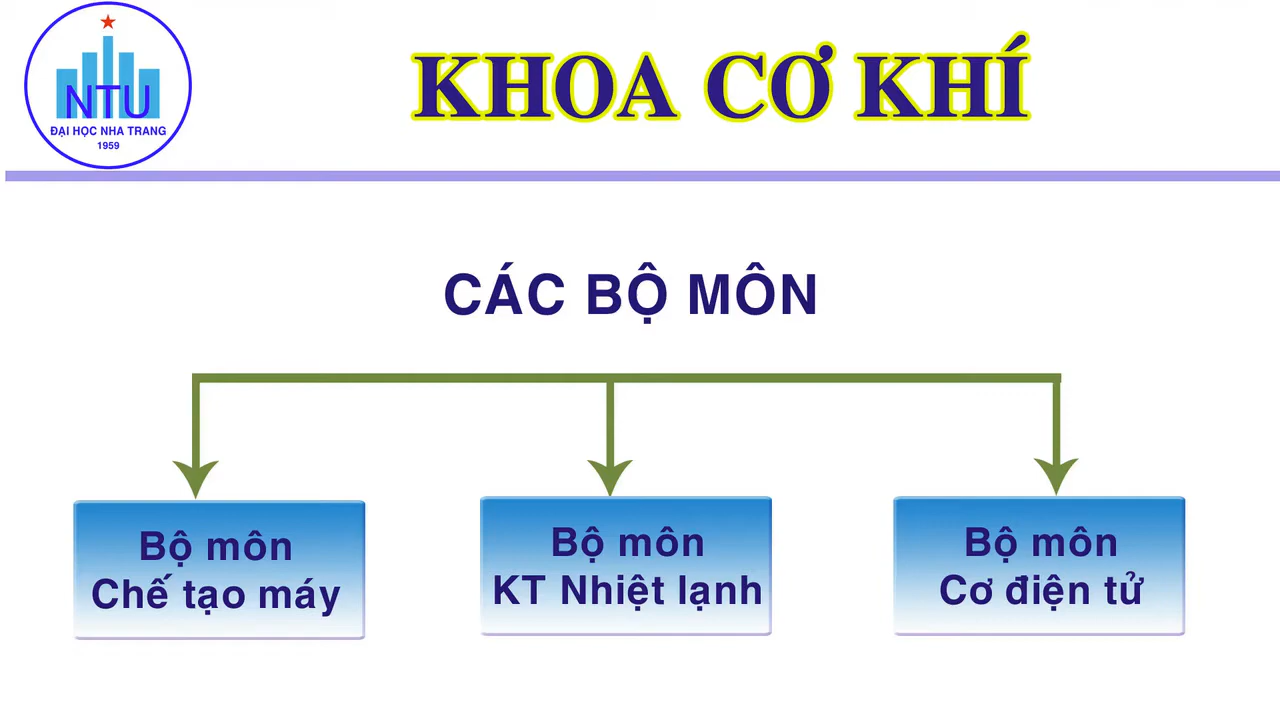 NTU
ĐẠI HỌC NHA TRANG
1959
KHOA CƠ KHÍ
CÁC BỘ MÔN
Bộ môn
Chế tạo máy
Bộ môn
KT Nhiệt lạnh
Bộ môn
Cơ điện tử